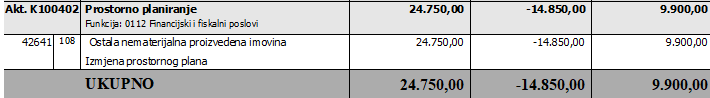 Akt. K100402 Prostorno planiranje 24.750,00 -14.850,00 9.900,00
Funkcija: 0112 Financijski i fiskalni poslovi
42641 108 Ostala nematerijalna proizvedena imovina 24.750,00 -14.850,00 9.900,00
Izmjena prostornog plana
UKUPNO 24.750,00 -14.850,00 9.900,00